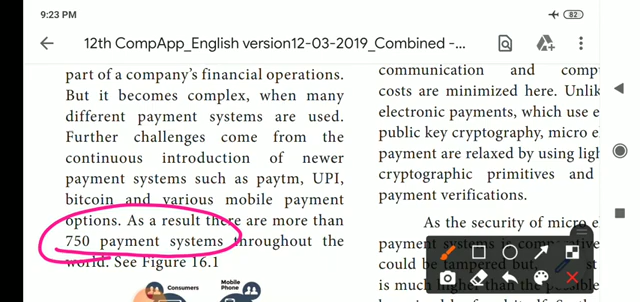 9:23 PM
82
12th CompApp_English version12-03-2019_Combined -...
part of a company's financial operations.
But it becomes complex, when many
different payment systems are used.
Further challenges come from the
continuous introduction of newer
payment systems such as paytm, UPI,
bitcoin and various mobile payment
options. As a result there are more than
750 payment systems throughout the
world. See Figure 16.1
Consumers
Mobile
Phone
communication and comp
costs are minimized here. Unlik
electronic payments, which use e
public key cryptography, micro el
payment are relaxed by using ligh
cryptographic primitives and
payment verifications.
As the security of micro e
payment systems is
could be tampered but
is much